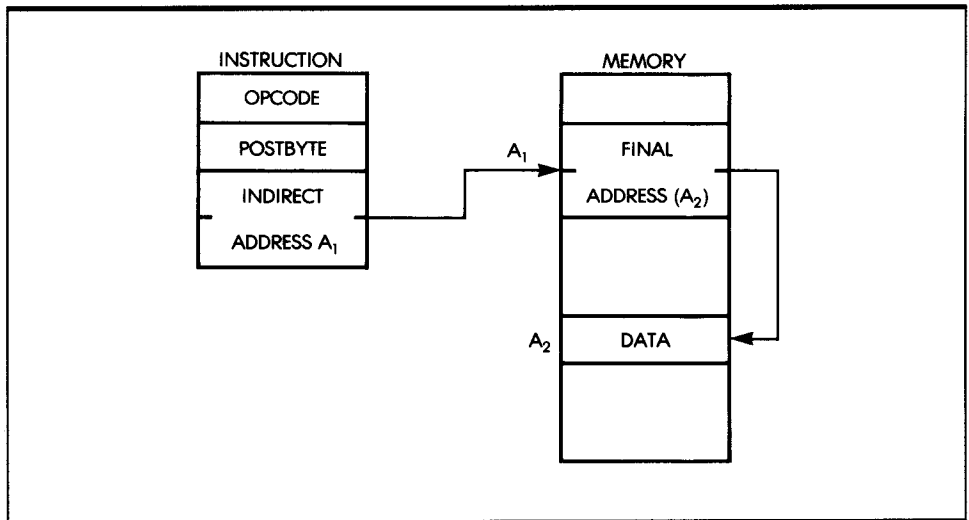 INSTRUCTION
OPCODE
POSTBYTE
INDIRECT
ADDRESS A₁
MEMORY
A₁
FINAL
ADDRESS (A₂)
A₂
DATA